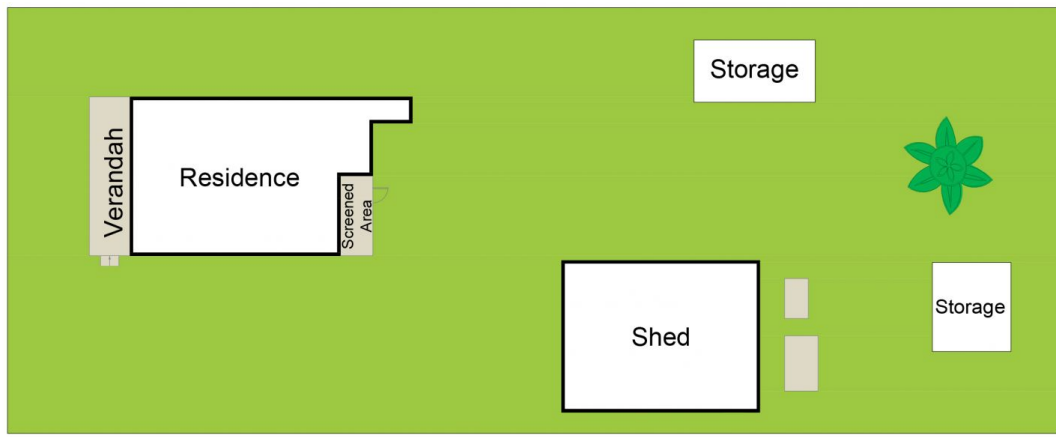 Storage
Verandah
Residence
Screened
Area
Storage
Shed